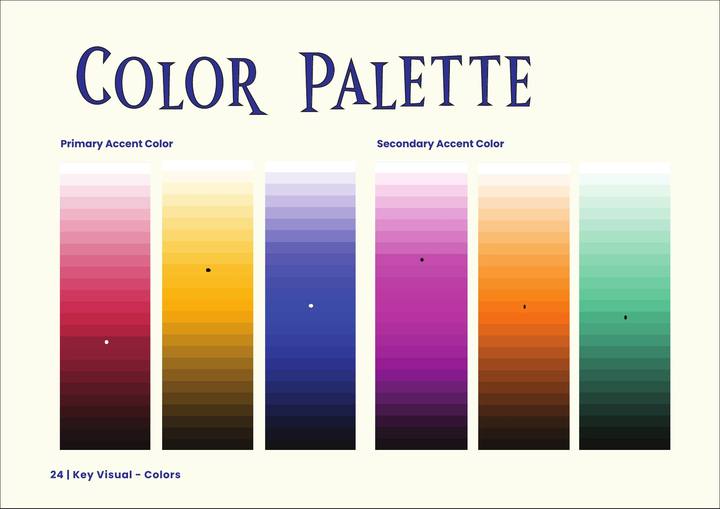 COLOR PALETTE
Primary Accent Color
Secondary Accent Color
24 | Key Visual - Colors